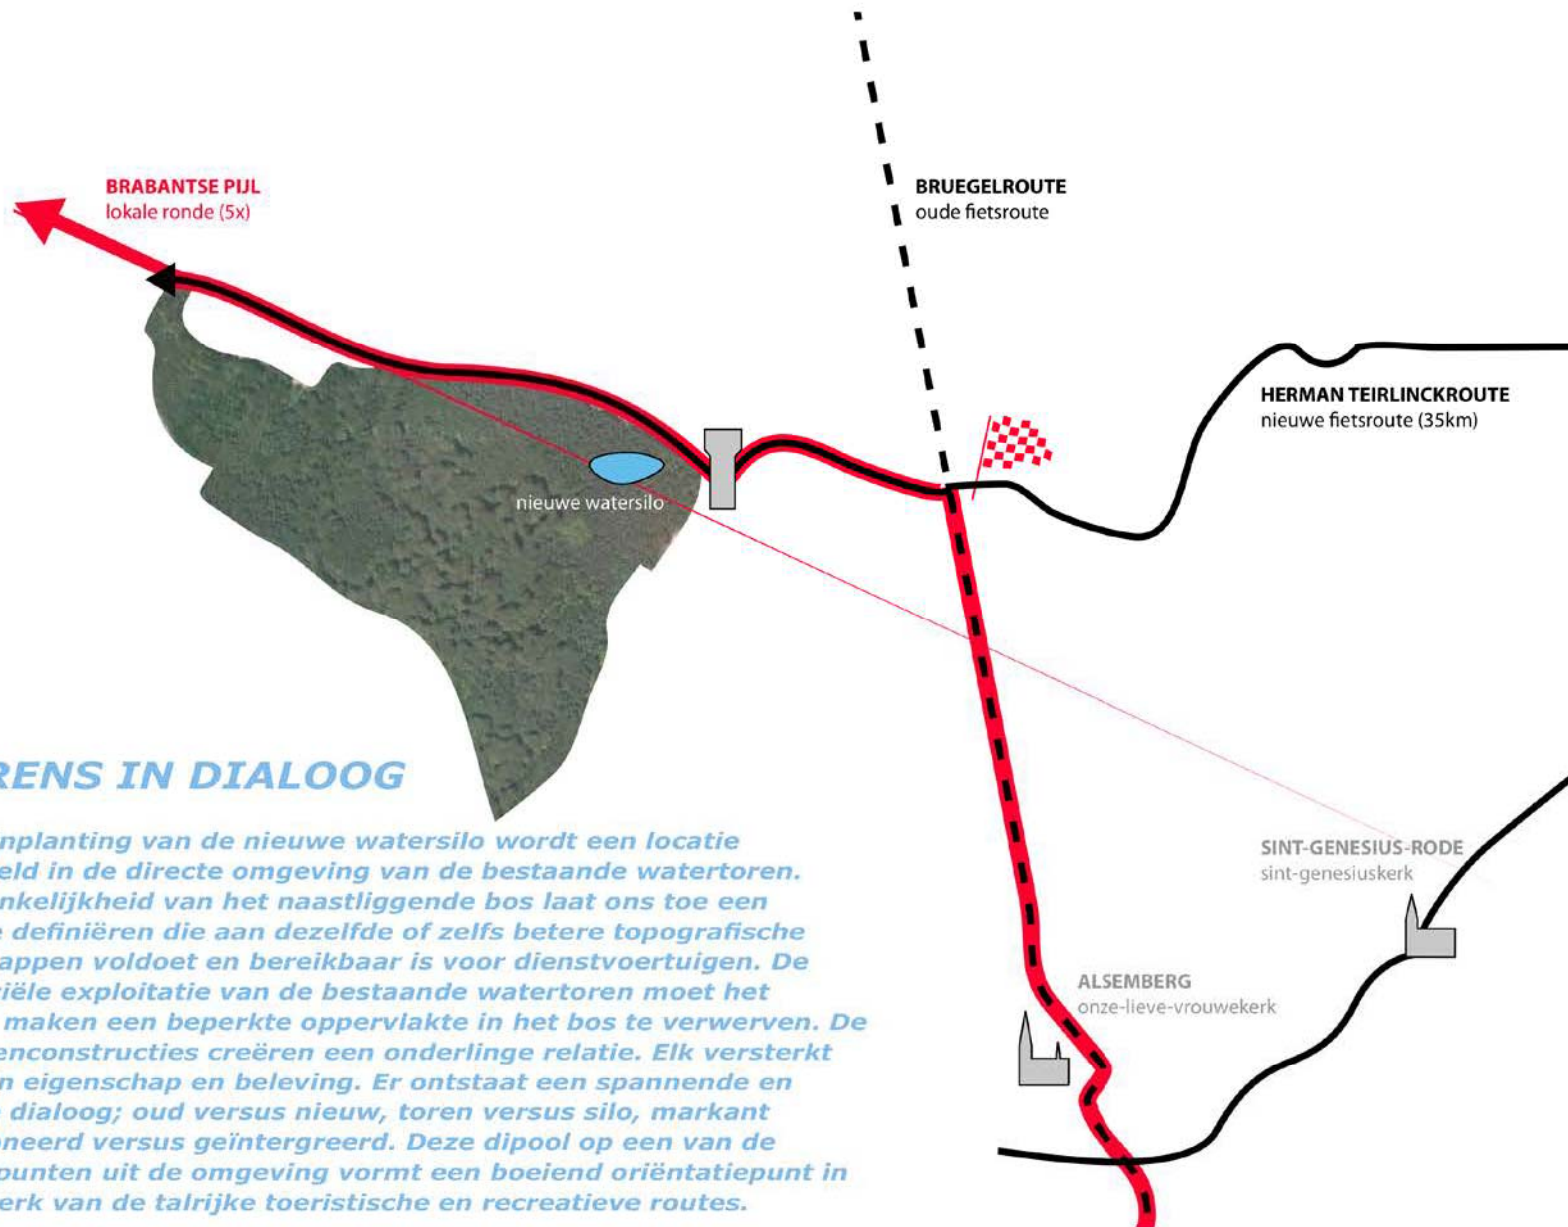 BRABANTSE PIJL
lokale ronde (5x)
BRUEGELROUTE
oude fietsroute
HERMAN TEIRLINCKROUTE
nieuwe fietsroute (35km)
nieuwe watersilo
SINT-GENESIUS-RODE
sint-genesiuskerk
ALSEMBERG
onze-lieve-vrouwekerk
RENS IN DIALOOG
nplanting van de nieuwe watersilo wordt een locatie
eld in de directe omgeving van de bestaande watertoren.
nkelijkheid van het naastliggende bos laat ons toe een
e definiëren die aan dezelfde of zelfs betere topografische
appen voldoet en bereikbaar is voor dienstvoertuigen. De
iële exploitatie van de bestaande watertoren moet het
maken een beperkte oppervlakte in het bos te verwerven. De
enconstructies creëren een onderlinge relatie. Elk versterkt
n eigenschap en beleving. Er ontstaat een spannende en
e dialoog; oud versus nieuw, toren versus silo, markant
oneerd versus geïntergreerd. Deze dipool op een van de
punten uit de omgeving vormt een boeiend oriëntatiepunt in
erk van de talrijke toeristische en recreatieve routes.